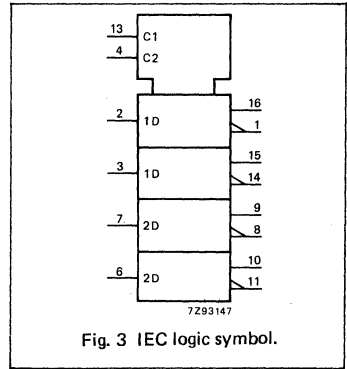 13 C1
4 C2
16
2 1D
1
15
3 1D
14
9
7 2D
8
10
6 2D
11
7Z93147
Fig. 3 IEC logic symbol.